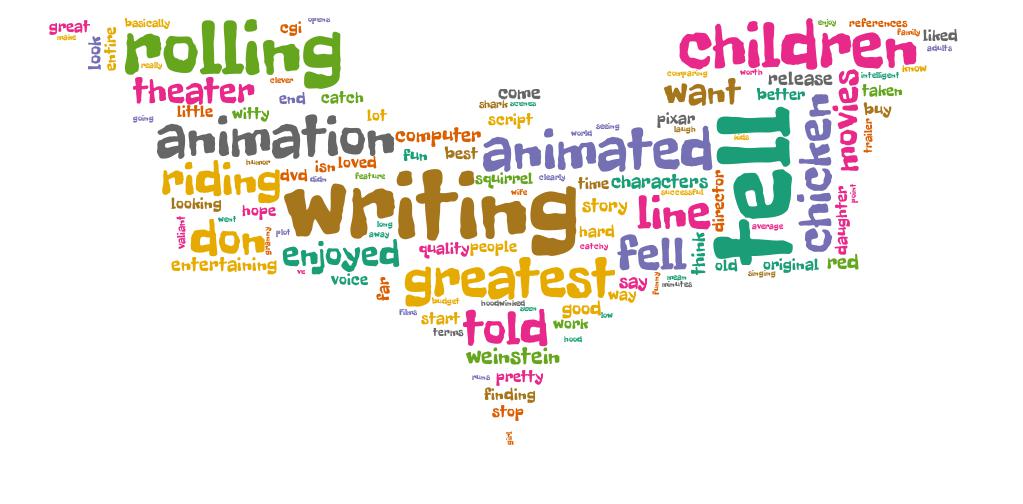 great
basically
cgi
opens
make
look
entire
rolling
really
clever
theater
end
catch
going
little
witty
lot
animation
computer
humor
isn
loved
fun
best
riding
dvd
didn
feature
looking
hope
valiant
went
don
granny
plot
entertaining
writing
long
away
enjoyed
ve
voice
far
come
shark
scenes
script
world
seeing
animated
squirrel
clearly
wife
time
characters
successful
story
line
director
hard
catchy
quality
people
fell
think
greatest
say
funny
mean
minutes
way
budget
hoodwinked
seen
films
start
good
low
terms
told
work
hood
weinstein
runs
pretty
finding
stop
girl
enjoy
references
family
liked
adults
children
know
comparing
worth
release
intelligent
want
better
movies
taken
pixar
laugh
buy
trailer
kids
tell
chicken
daughter
point
average
old
original
red
singing